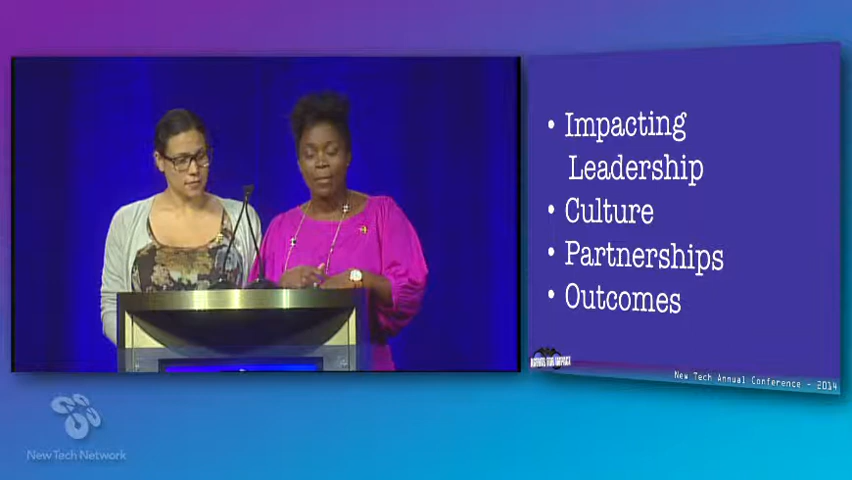 • Impacting
Leadership
• Culture
• Partnerships
• Outcomes
New Tech Annual Conference - 2014
New Tech Network